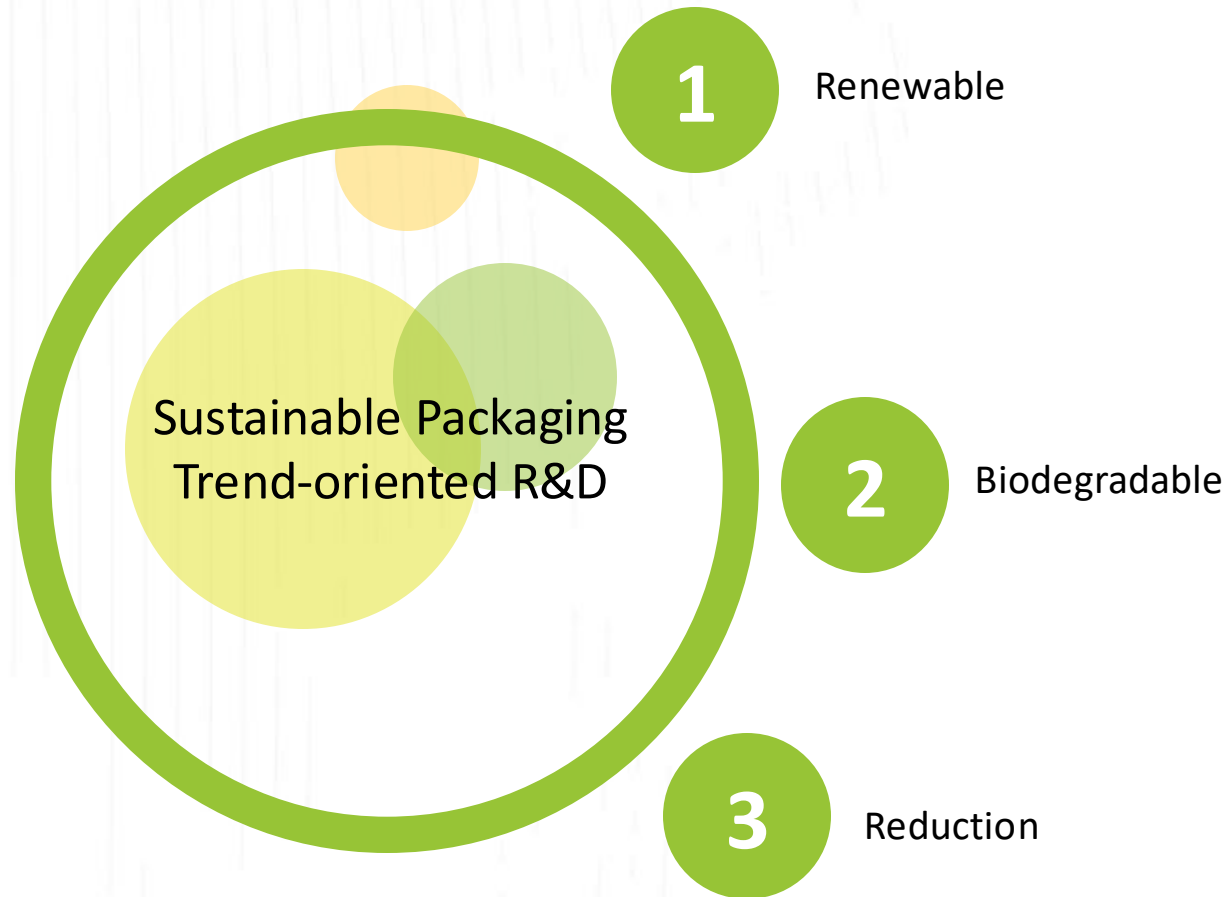 1
Renewable
Sustainable Packaging
Trend-oriented R&D
2
Biodegradable
3
Reduction